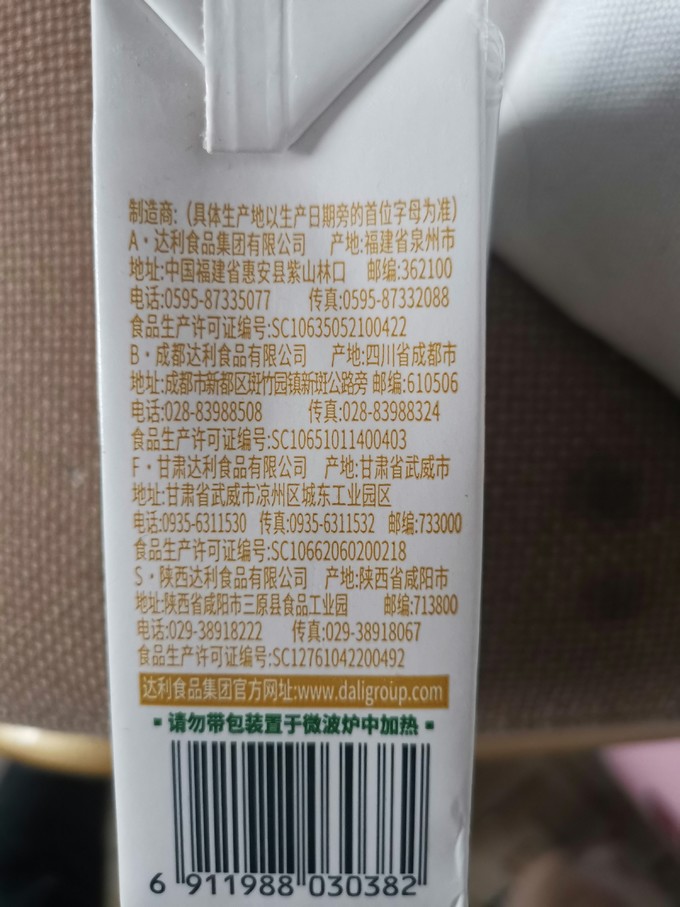 制造商:(具体生产地以生产日期旁的首位字母为准)
A·达利食品集团有限公司 产地:福建省泉州市
地址:中国福建省惠安县紫山林口 邮编:362100
电话:0595-87335077 传真:0595-87332088
食品生产许可证编号:SC10635052100422
B·成都达利食品有限公司 产地:四川省成都市
地址:成都市新都区斑竹园镇新斑公路旁 邮编:610506
电话:028-83988508 传真:028-83988324
食品生产许可证编号:SC10651011400403
F·甘肃达利食品有限公司 产地:甘肃省武威市
地址:甘肃省武威市凉州区城东工业园区
电话:0935-6311530 传真:0935-6311532 邮编:733000
食品生产许可证编号:SC10662060200218
S·陕西达利食品有限公司 产地:陕西省咸阳市
地址:陕西省咸阳市三原县食品工业园 邮编:713800
电话:029-38918222 传真:029-38918067
食品生产许可证编号:SC12761042200492
达利食品集团官方网址:www.daligroup.com
▪请勿带包装置于微波炉中加热▪
6 911988 030382